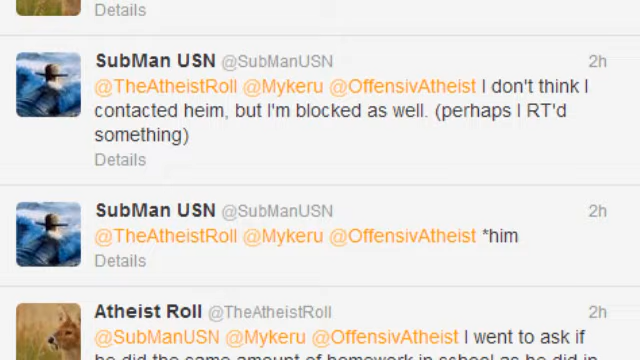 Details
SubMan USN @SubManUSN 2h
@TheAtheistRoll @Mykeru @OffensivAtheist I don't think I
contacted heim, but I'm blocked as well. (perhaps I RT'd
something)
Details
SubMan USN @SubManUSN 2h
@TheAtheistRoll @Mykeru @OffensivAtheist *him
Details
Atheist Roll @TheAtheistRoll 2h
@SubManUSN @Mykeru @OffensivAtheist I went to ask if
he did the same amount of homework in school as he did in